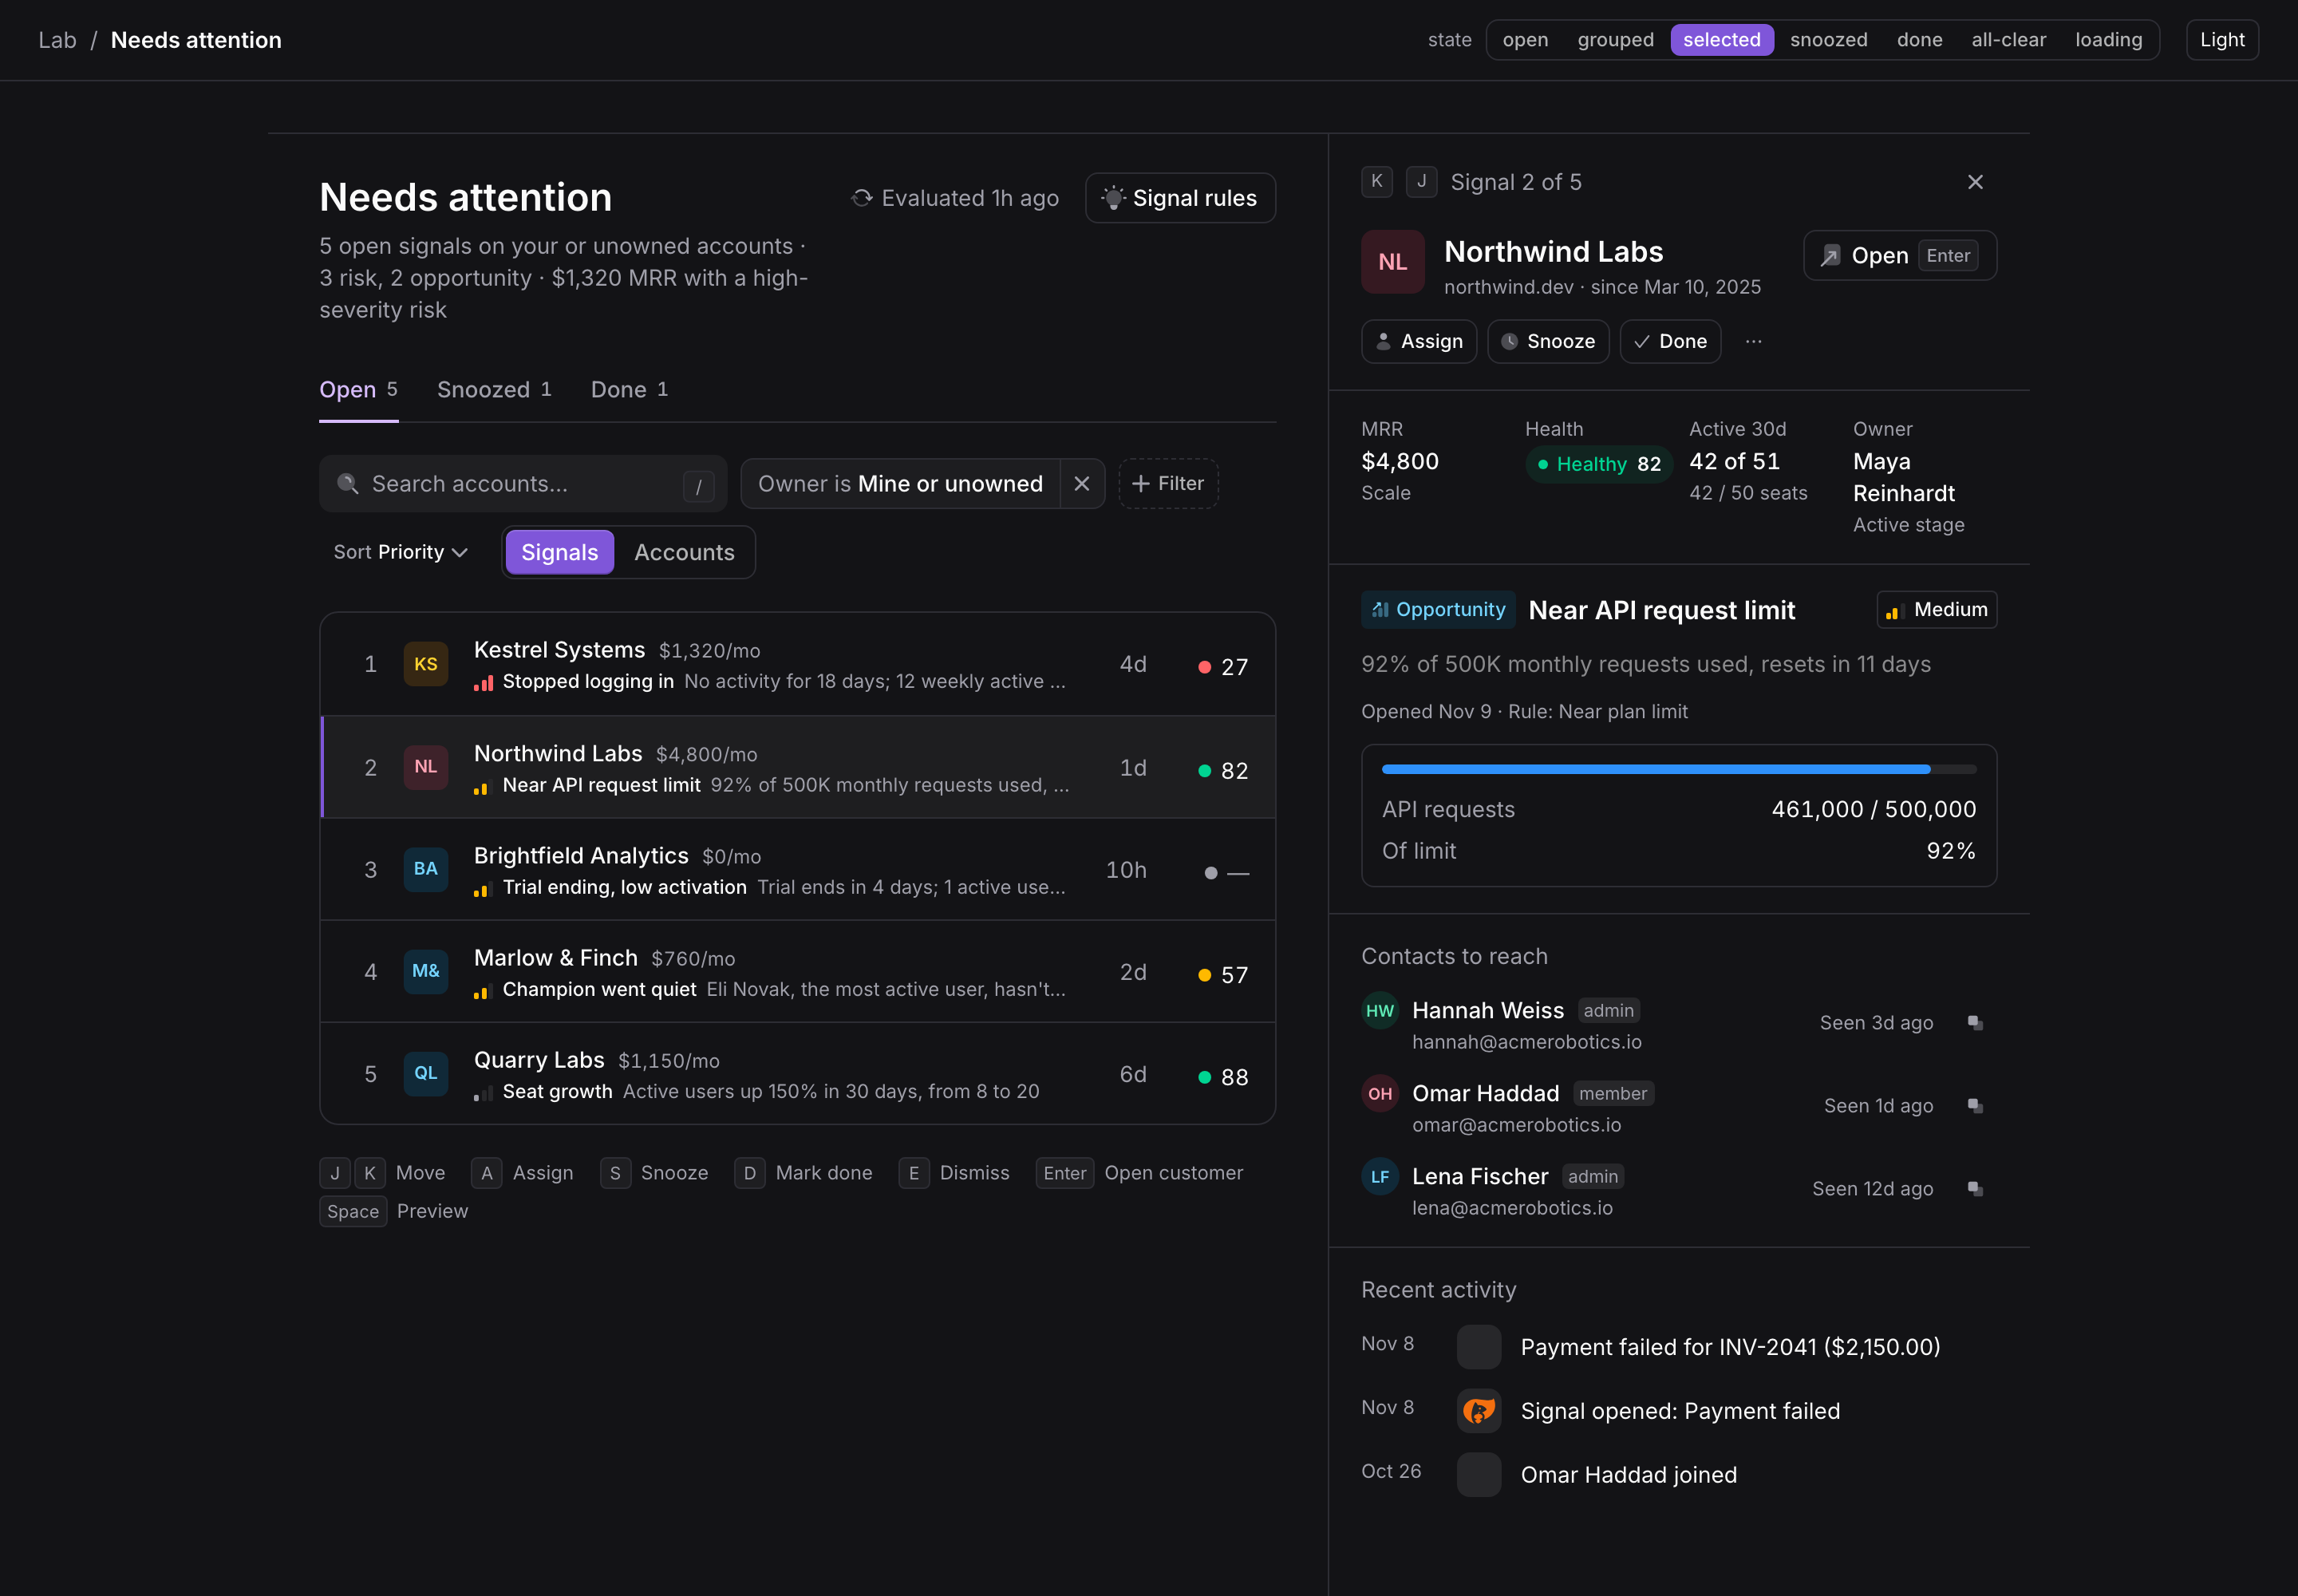 Lab / Needs attention
state open grouped selected snoozed done all-clear loading Light
Needs attention
Evaluated 1h ago
Signal rules
5 open signals on your or unowned accounts ·
3 risk, 2 opportunity · $1,320 MRR with a high-
severity risk
Open 5 Snoozed 1 Done 1
Search accounts... /
Owner is Mine or unowned
Filter
Sort Priority
Signals Accounts
1 KS Kestrel Systems $1,320/mo 4d 27
Stopped logging in No activity for 18 days; 12 weekly active ...
2 NL Northwind Labs $4,800/mo 1d 82
Near API request limit 92% of 500K monthly requests used, ...
3 BA Brightfield Analytics $0/mo 10h —
Trial ending, low activation Trial ends in 4 days; 1 active use...
4 M& Marlow & Finch $760/mo 2d 57
Champion went quiet Eli Novak, the most active user, hasn't...
5 QL Quarry Labs $1,150/mo 6d 88
Seat growth Active users up 150% in 30 days, from 8 to 20
J K Move A Assign S Snooze D Mark done E Dismiss Enter Open customer
Space Preview
K J Signal 2 of 5
NL Northwind Labs
northwind.dev · since Mar 10, 2025
Open Enter
Assign Snooze Done ...
MRR Health Active 30d Owner
$4,800 Healthy 82 42 of 51 Maya
Reinhardt
Scale 42 / 50 seats
Active stage
Opportunity Near API request limit Medium
92% of 500K monthly requests used, resets in 11 days
Opened Nov 9 · Rule: Near plan limit
API requests 461,000 / 500,000
Of limit 92%
Contacts to reach
HW Hannah Weiss admin Seen 3d ago
hannah@acmerobotics.io
OH Omar Haddad member Seen 1d ago
omar@acmerobotics.io
LF Lena Fischer admin Seen 12d ago
lena@acmerobotics.io
Recent activity
Nov 8 Payment failed for INV-2041 ($2,150.00)
Nov 8 Signal opened: Payment failed
Oct 26 Omar Haddad joined